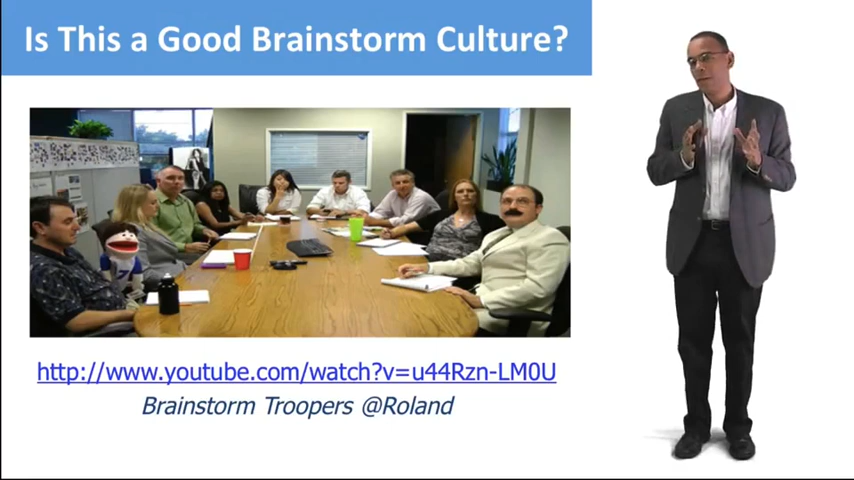 Is This a Good Brainstorm Culture?
http://www.youtube.com/watch?v=u44Rzn-LM0U
Brainstorm Troopers @Roland